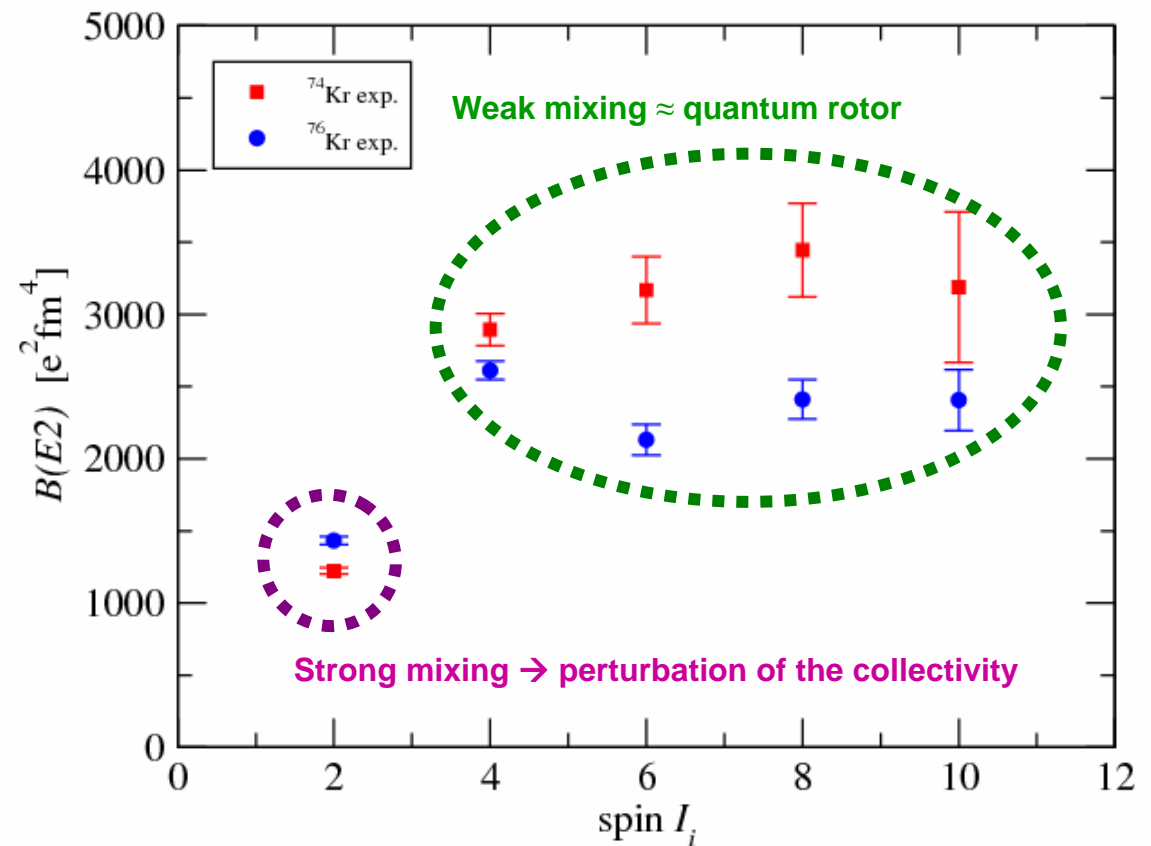 5000
4000
3000
2000
1000
0
B(E2) [e²fm⁴]
⁷⁴Kr exp.
⁷⁶Kr exp.
Weak mixing ≈ quantum rotor
Strong mixing → perturbation of the collectivity
0 2 4 6 8 10 12
spin Iᵢ